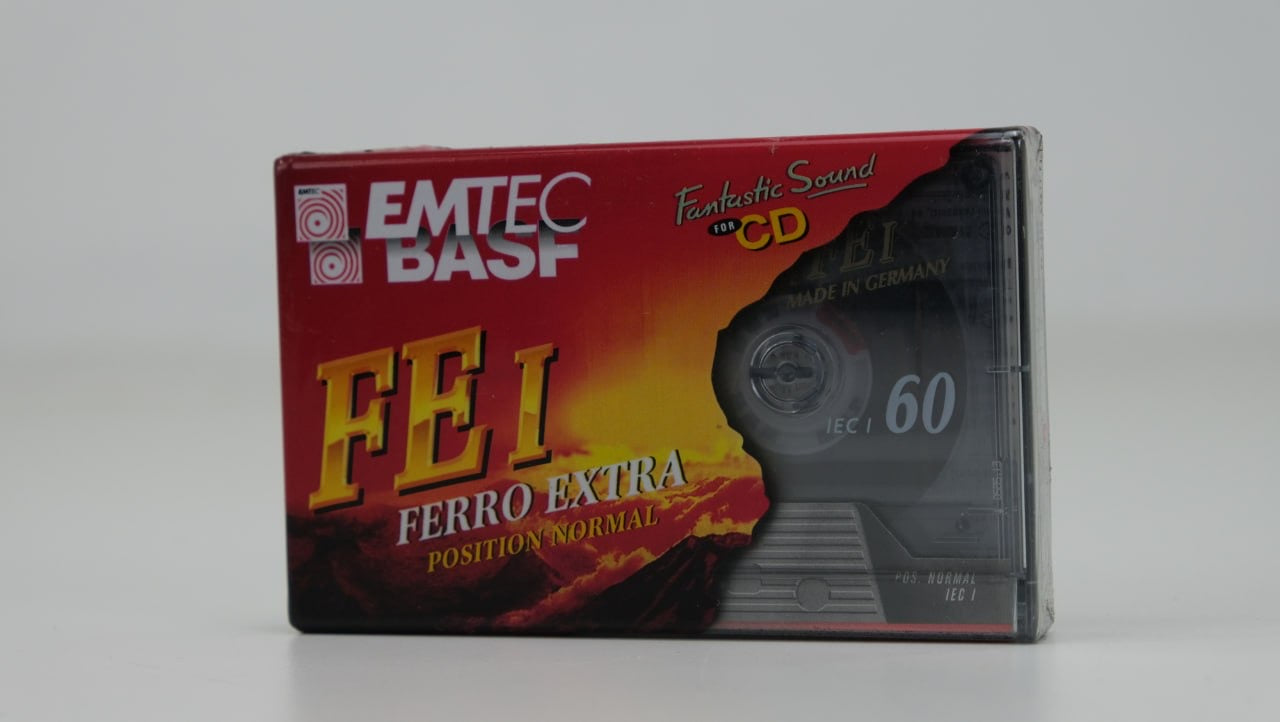 EMTEC
EMTEC
BASF
Fantastic Sound
FOR CD
FE I
MADE IN GERMANY
IEC I 60
FE I
FERRO EXTRA
POSITION NORMAL
POS. NORMAL
IEC I